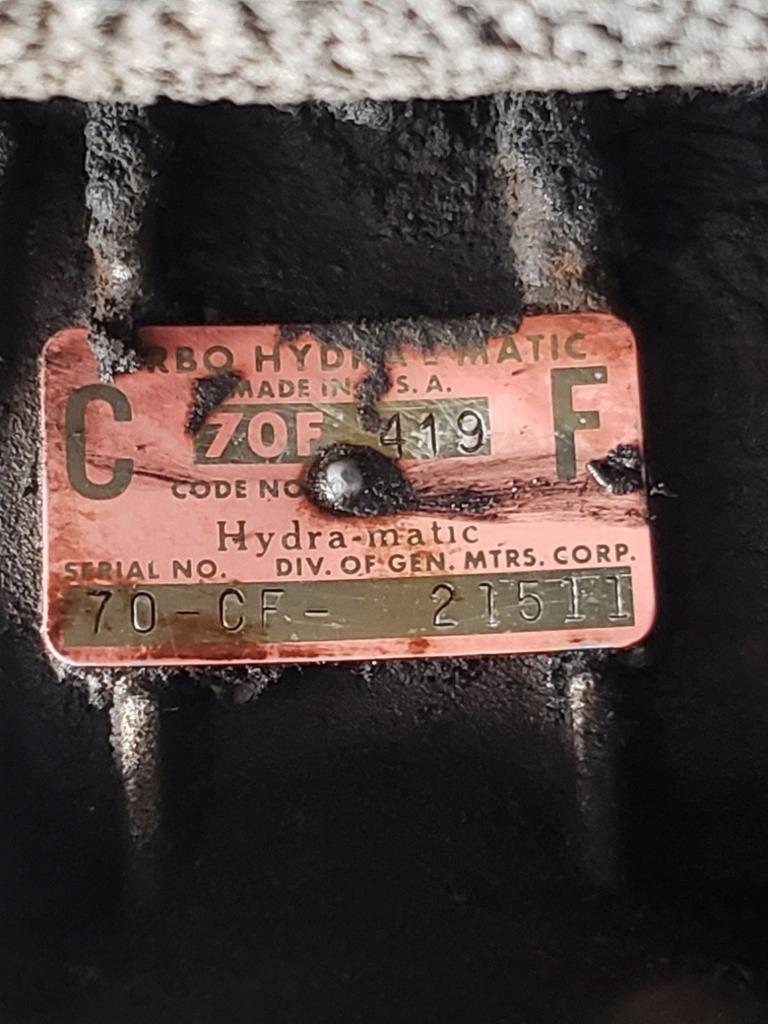 RBO HYDRA-MATIC
MADE IN U.S.A.
C 70F 419 F
CODE NO
Hydra-matic
SERIAL NO. DIV. OF GEN. MTRS. CORP.
70-CF- 21511